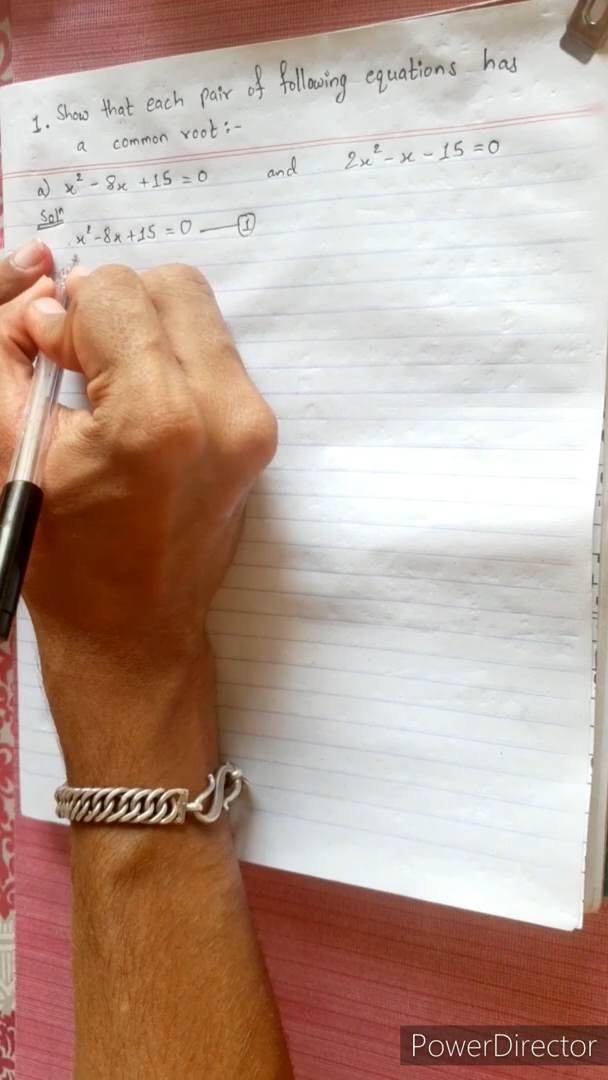 1. Show that each pair of following equations has
a common root:-
a) x² - 8x + 15 = 0 and 2x² - x - 15 = 0
Solⁿ
x² - 8x + 15 = 0 — ①
PowerDirector